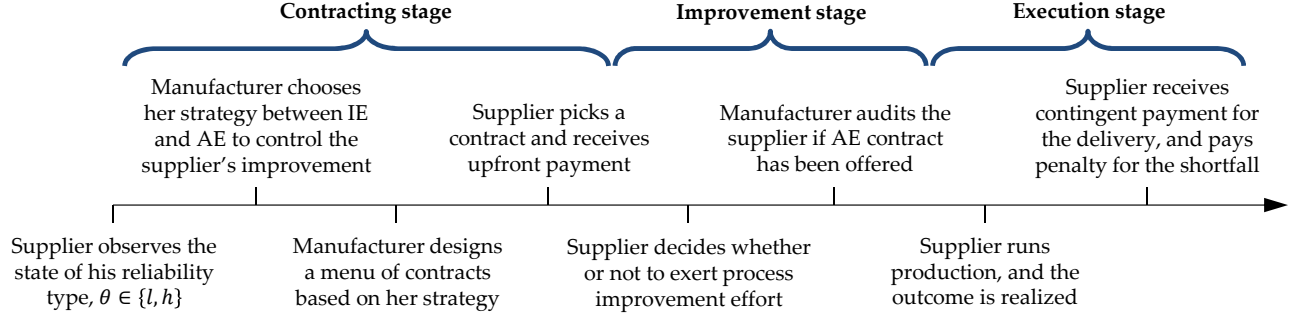 Contracting stage
Improvement stage
Execution stage
Manufacturer chooses
her strategy between IE
and AE to control the
supplier's improvement
Supplier picks a
contract and receives
upfront payment
Manufacturer audits the
supplier if AE contract
has been offered
Supplier receives
contingent payment for
the delivery, and pays
penalty for the shortfall
Supplier observes the
state of his reliability
type, θ ∈ {l, h}
Manufacturer designs
a menu of contracts
based on her strategy
Supplier decides whether
or not to exert process
improvement effort
Supplier runs
production, and the
outcome is realized